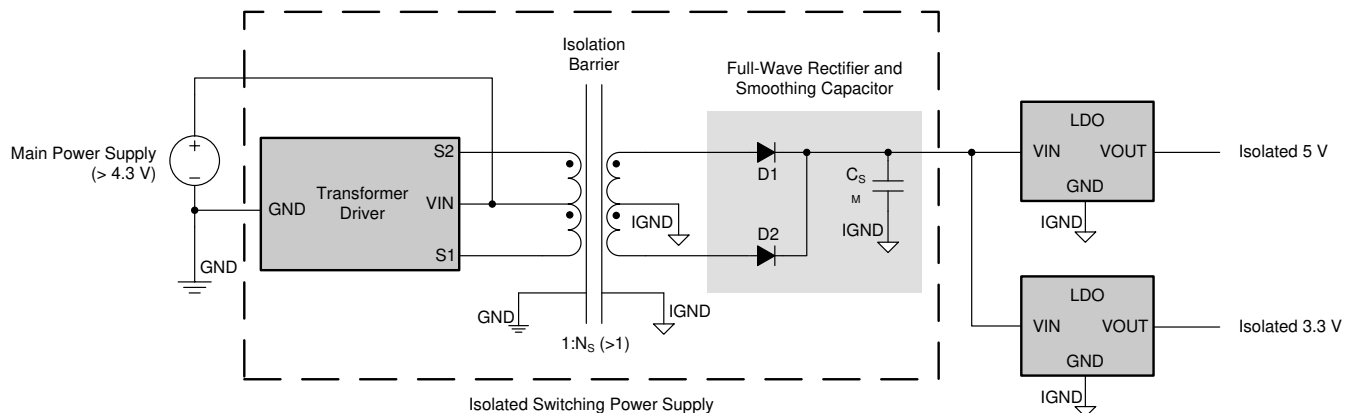 Isolation
Barrier
Full-Wave Rectifier and
Smoothing Capacitor
Main Power Supply
(> 4.3 V)
+
–
GND
GND
Transformer
Driver
S2
VIN
S1
IGND
D1
D2
CS
M
IGND
GND
IGND
1:NS (>1)
Isolated Switching Power Supply
LDO
VIN
VOUT
GND
IGND
Isolated 5 V
LDO
VIN
VOUT
GND
IGND
Isolated 3.3 V